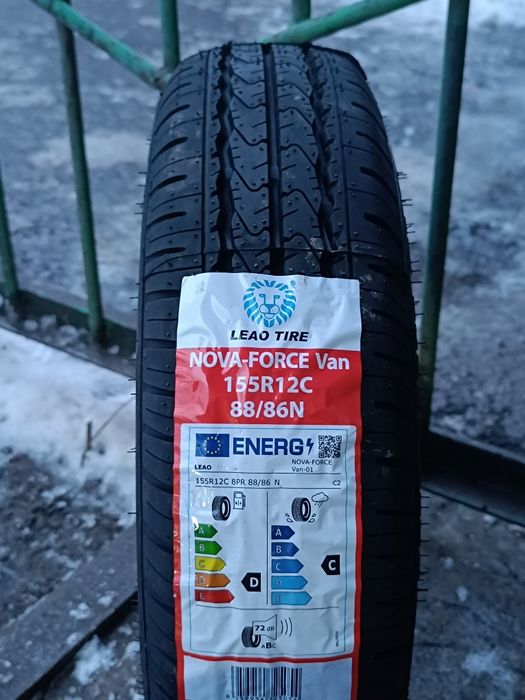 LEAO TIRE
NOVA-FORCE Van
155R12C
88/86N
ENERG
LEAO
NOVA-FORCE
Van-01
155R12C 8PR 88/86 N
C2
A
A
B
B
C
C
C
D
D
D
E
E
72 dB
ABC